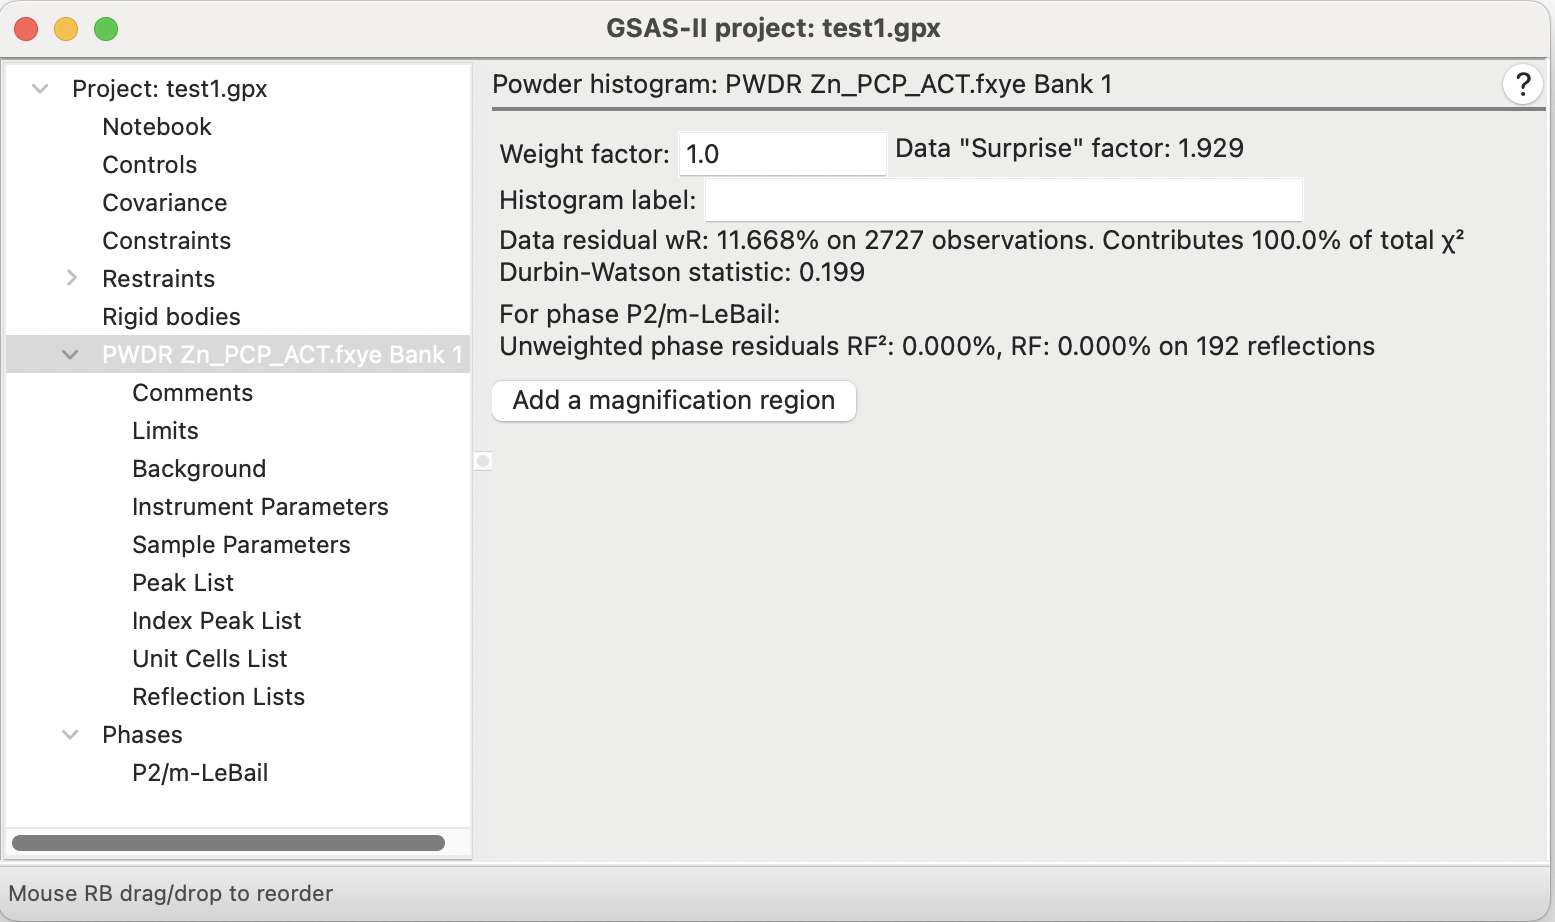 GSAS-II project: test1.gpx
Project: test1.gpx
Notebook
Controls
Covariance
Constraints
Restraints
Rigid bodies
PWDR Zn_PCP_ACT.fxye Bank 1
Comments
Limits
Background
Instrument Parameters
Sample Parameters
Peak List
Index Peak List
Unit Cells List
Reflection Lists
Phases
P2/m-LeBail
Powder histogram: PWDR Zn_PCP_ACT.fxye Bank 1 ?
Weight factor: 1.0 Data "Surprise" factor: 1.929
Histogram label:
Data residual wR: 11.668% on 2727 observations. Contributes 100.0% of total χ²
Durbin-Watson statistic: 0.199
For phase P2/m-LeBail:
Unweighted phase residuals RF²: 0.000%, RF: 0.000% on 192 reflections
Add a magnification region
Mouse RB drag/drop to reorder